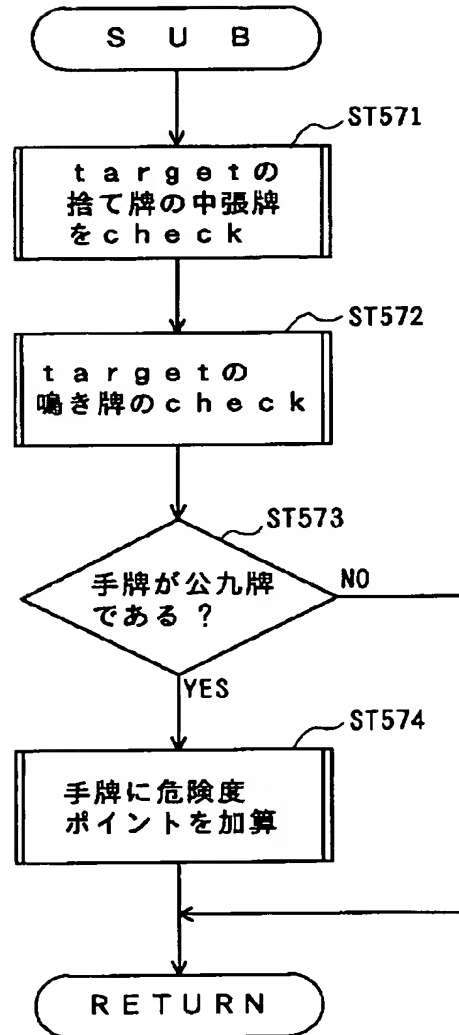 SUB
ST571
targetの
捨て牌の中張牌
をcheck
ST572
targetの
鳴き牌のcheck
ST573
手牌が公九牌
である?
NO
YES
ST574
手牌に危険度
ポイントを加算
RETURN